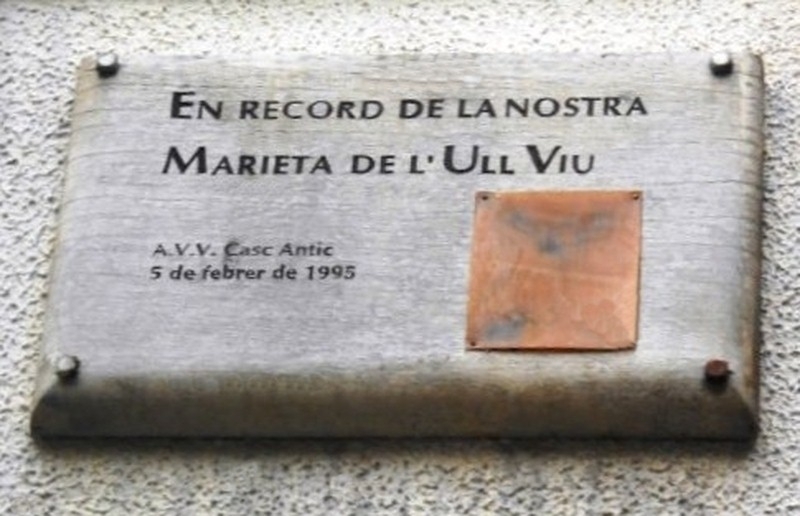 EN RECORD DE LA NOSTRA
MARIETA DE L'ULL VIU
A.V.V. Casc Antic
5 de febrer de 1995